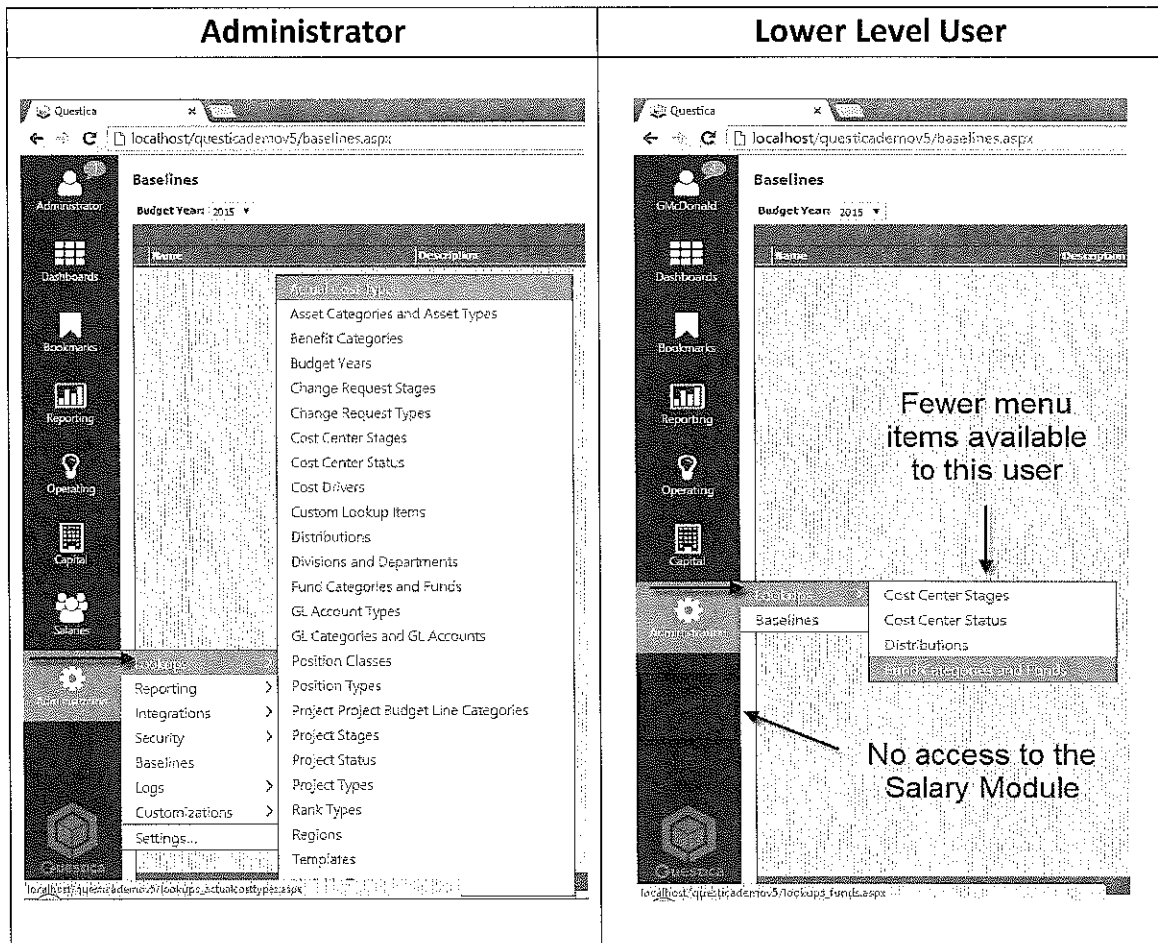 Administrator
Lower Level User
Questica
localhost/questicademov5/baselines.aspx
Administrator
Baselines
Budget Year: 2015
Name
Description
Dashboards
Bookmarks
Reporting
Operating
Capital
Salaries
Administration
Lookups
Reporting
Integrations
Security
Baselines
Logs
Customizations
Settings...
Actual Cost Types
Asset Categories and Asset Types
Benefit Categories
Budget Years
Change Request Stages
Change Request Types
Cost Center Stages
Cost Center Status
Cost Drivers
Custom Lookup Items
Distributions
Divisions and Departments
Fund Categories and Funds
GL Account Types
GL Categories and GL Accounts
Position Classes
Position Types
Project Project Budget Line Categories
Project Stages
Project Status
Project Types
Rank Types
Regions
Templates
Questica
localhost/questicademov5/lookups_actualcosttypes.aspx
Questica
localhost/questicademov5/baselines.aspx
GMcDonald
Baselines
Budget Year: 2015
Name
Description
Dashboards
Bookmarks
Reporting
Operating
Capital
Administration
Lookups
Baselines
Cost Center Stages
Cost Center Status
Distributions
Fund Categories and Funds
Fewer menu
items available
to this user
No access to the
Salary Module
Questica
localhost/questicademov5/lookups_funds.aspx